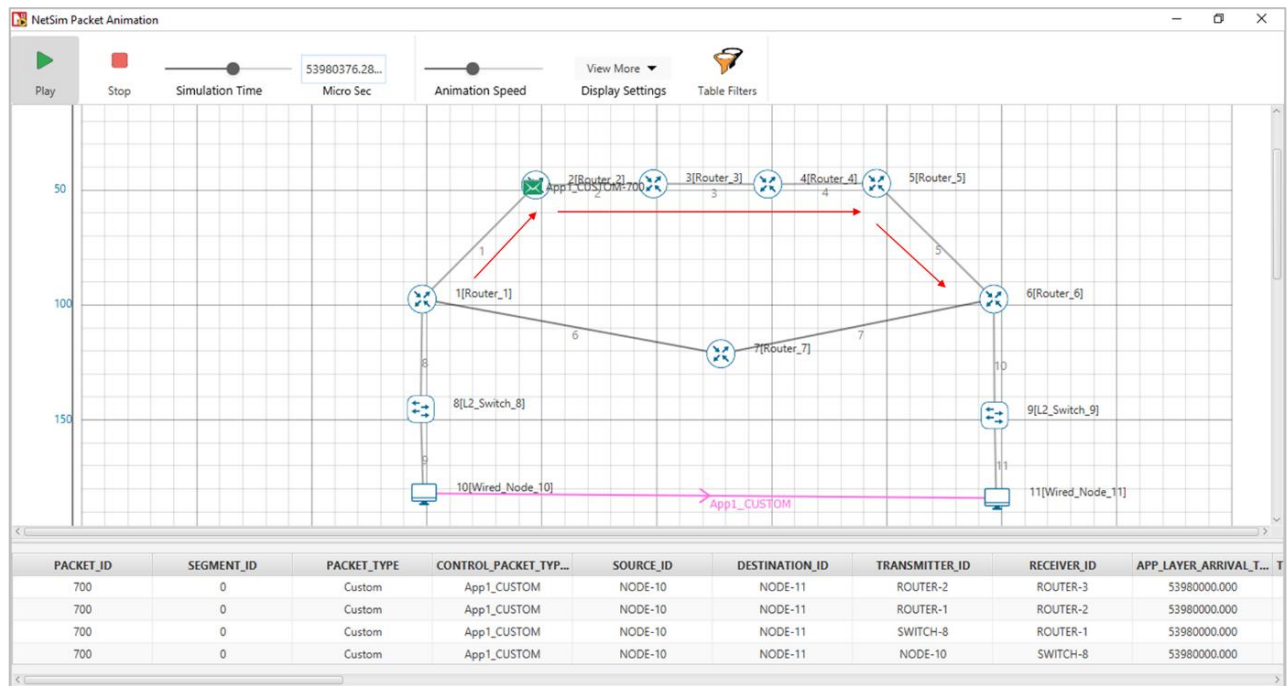 NetSim Packet Animation
53980376.28...
View More
Play Stop Simulation Time Micro Sec Animation Speed Display Settings Table Filters
50
2[Router_2] 3[Router_3] 4[Router_4] 5[Router_5]
App1_CUSTOM-700
2 3 4
1 5
1[Router_1] 6[Router_6]
100
6 7
7[Router_7]
8 10
8[L2_Switch_8] 9[L2_Switch_9]
150
9 11
10[Wired_Node_10] 11[Wired_Node_11]
App1_CUSTOM
PACKET_ID SEGMENT_ID PACKET_TYPE CONTROL_PACKET_TYP... SOURCE_ID DESTINATION_ID TRANSMITTER_ID RECEIVER_ID APP_LAYER_ARRIVAL_T... T
700 0 Custom App1_CUSTOM NODE-10 NODE-11 ROUTER-2 ROUTER-3 53980000.000
700 0 Custom App1_CUSTOM NODE-10 NODE-11 ROUTER-1 ROUTER-2 53980000.000
700 0 Custom App1_CUSTOM NODE-10 NODE-11 SWITCH-8 ROUTER-1 53980000.000
700 0 Custom App1_CUSTOM NODE-10 NODE-11 NODE-10 SWITCH-8 53980000.000